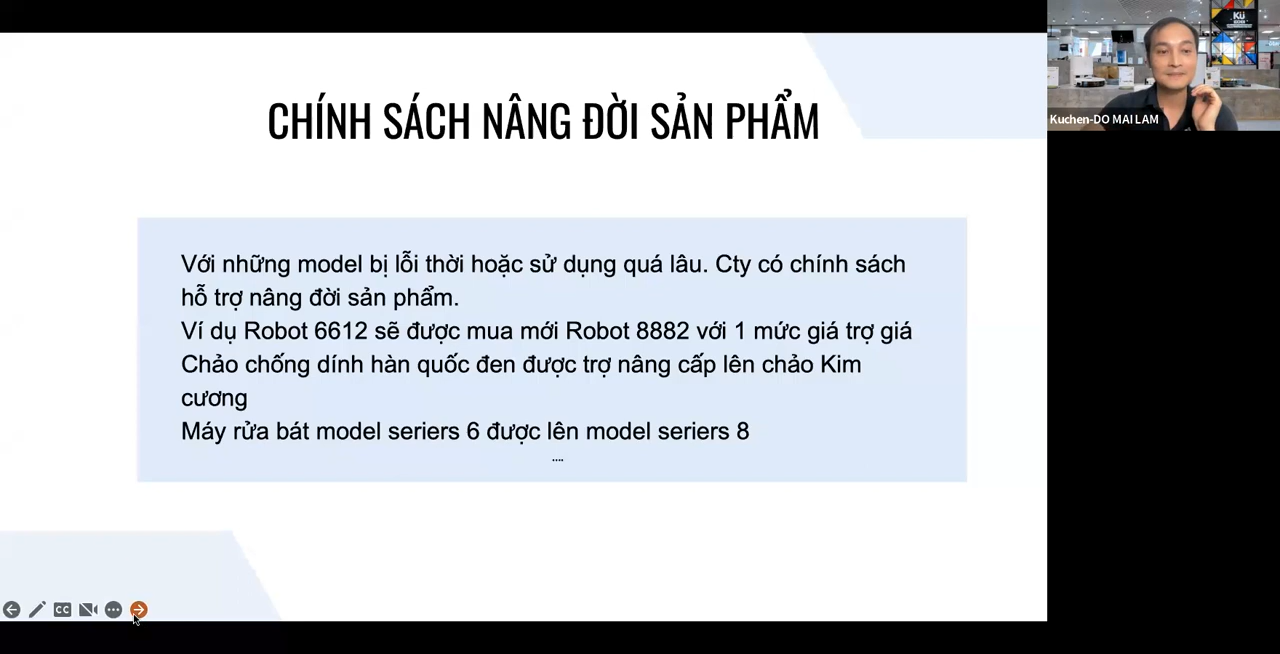 CHÍNH SÁCH NÂNG ĐỜI SẢN PHẨM
Với những model bị lỗi thời hoặc sử dụng quá lâu. Cty có chính sách
hỗ trợ nâng đời sản phẩm.
Ví dụ Robot 6612 sẽ được mua mới Robot 8882 với 1 mức giá trợ giá
Chảo chống dính hàn quốc đen được trợ nâng cấp lên chảo Kim
cương
Máy rửa bát model seriers 6 được lên model seriers 8
....
KÜ
Kuchen-DO MAI LAM
CC